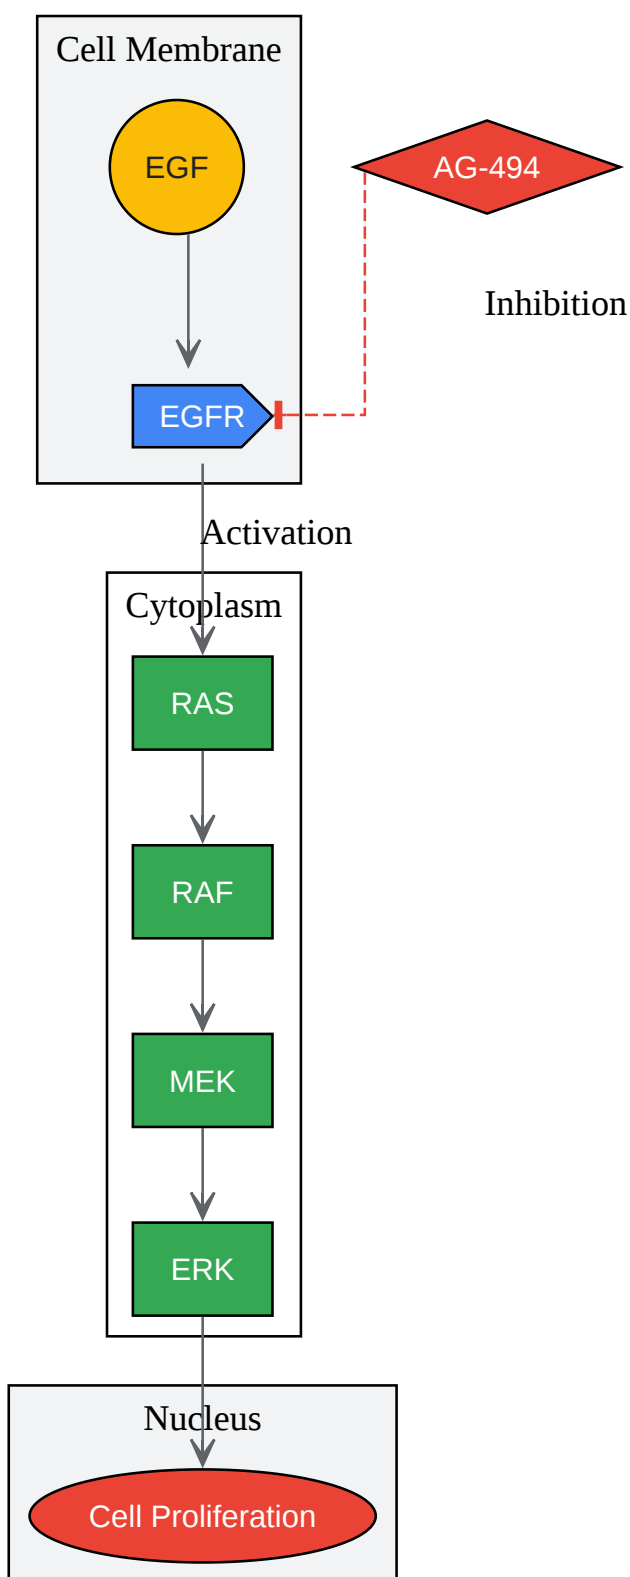 Cell Membrane
EGF
AG-494
Inhibition
EGFR
Activation
Cytoplasm
RAS
RAF
MEK
ERK
Nucleus
Cell Proliferation